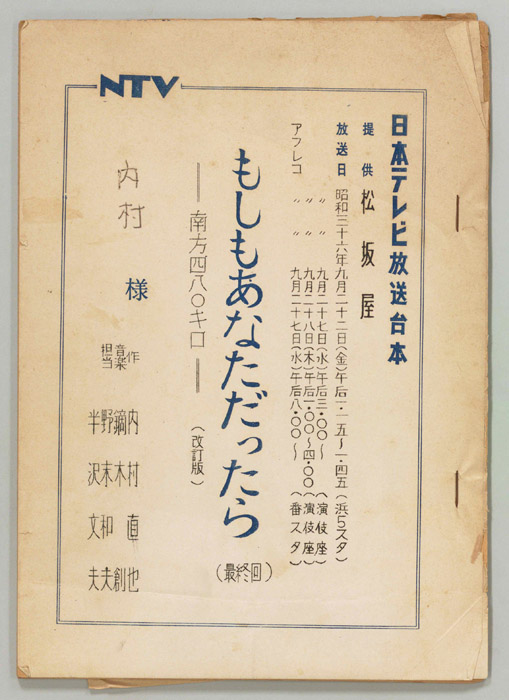 NTV
日本テレビ放送台本
提供 松坂屋
放送日 昭和三十六年九月二十二日(金)午后一・一五〜一・四五(浜5スタ)
〃 〃 九月二十七日(水)午后三・〇〇〜(演伎座)
〃 〃 九月二十八日(木)午后一・〇〇〜四・〇〇(演伎座)
アフレコ 〃 〃 九月二十七日(水)午后八・〇〇〜(一番スタ)
もしもあなただったら(最終回)
――南方四八〇キロ――(改訂版)
内村 様
作 内村直也
音楽 鏑木創
担当 野末和夫
半沢文夫